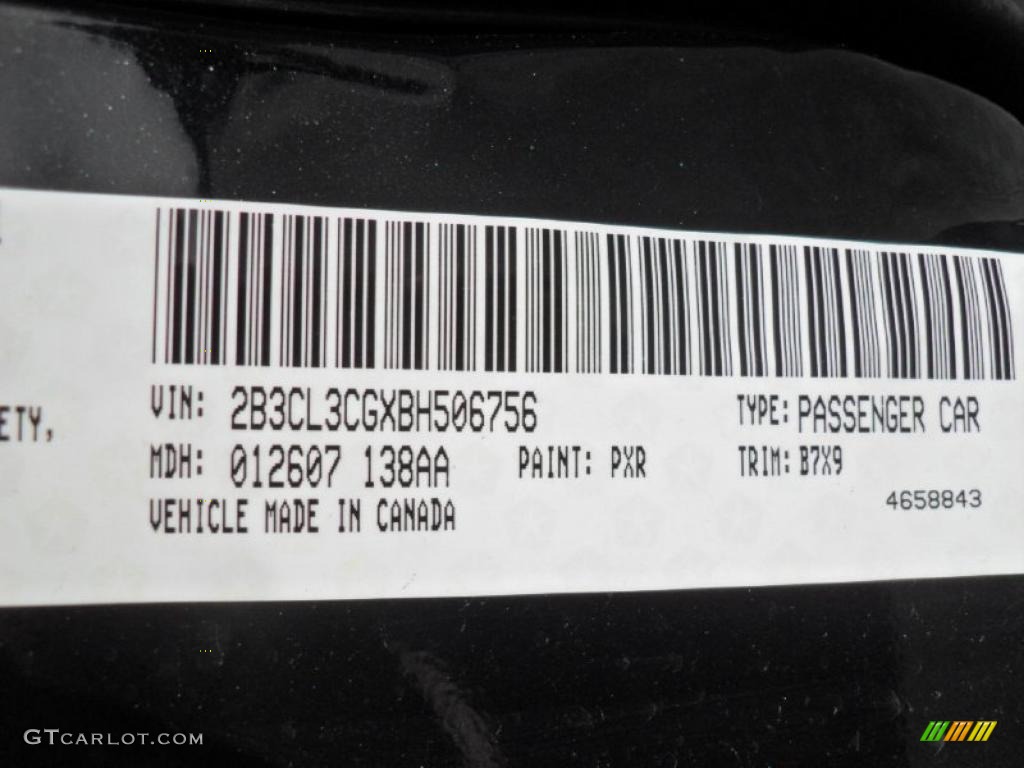 ETY,
VIN: 2B3CL3CGXBH506756
TYPE: PASSENGER CAR
MDH: 012607 138AA
PAINT: PXR
TRIM: B7X9
VEHICLE MADE IN CANADA
4658843
GTCARLOT.COM